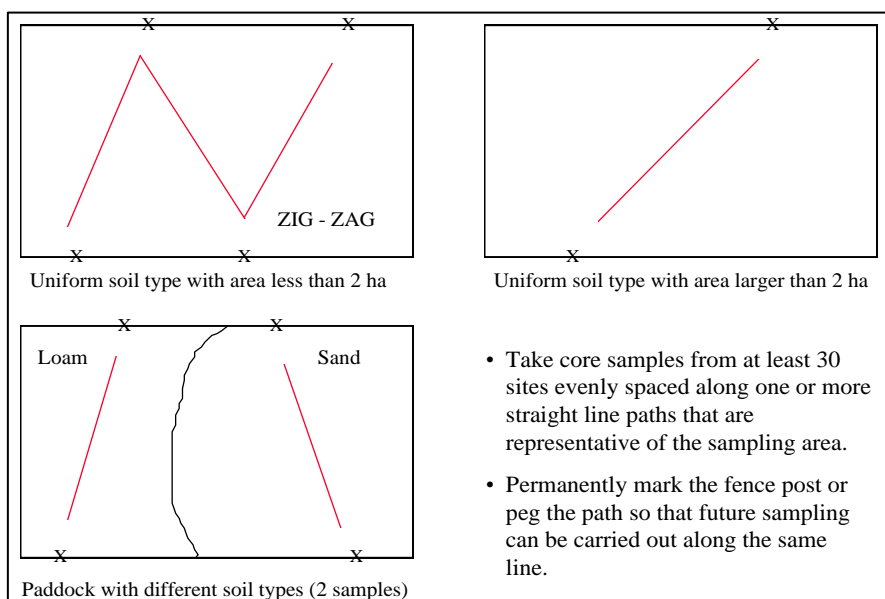 X X
ZIG - ZAG
X X
Uniform soil type with area less than 2 ha
X
X
Uniform soil type with area larger than 2 ha
X X
Loam Sand
X X
Paddock with different soil types (2 samples)
• Take core samples from at least 30
sites evenly spaced along one or more
straight line paths that are
representative of the sampling area.
• Permanently mark the fence post or
peg the path so that future sampling
can be carried out along the same
line.